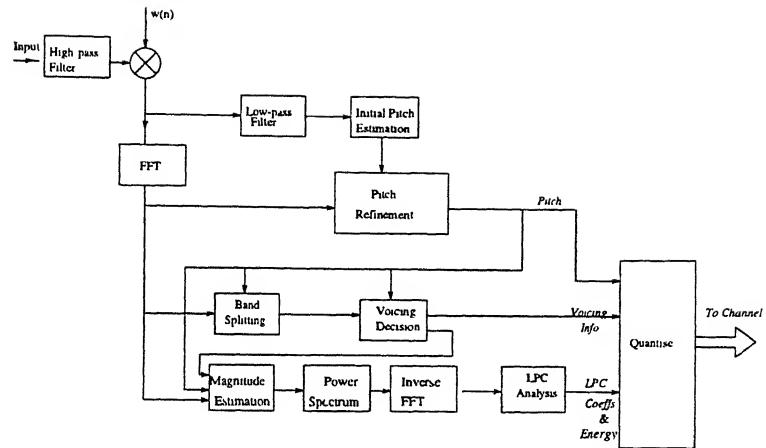 w(n)
Input
High pass
Filter
Low-pass
Filter
Initial Pitch
Estimation
FFT
Pitch
Refinement
Pitch
Band
Splitting
Voicing
Decision
Voicing
Info
To Channel
Quantise
Magnitude
Estimation
Power
Spectrum
Inverse
FFT
LPC
Analysis
LPC
Coeffs
&
Energy